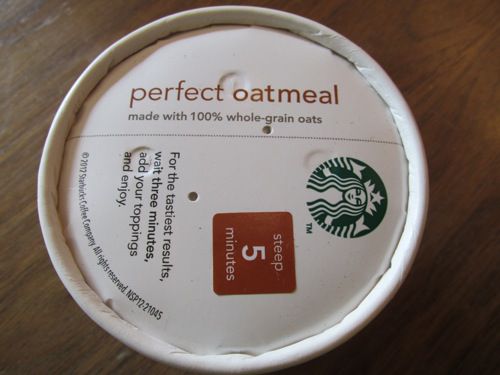 perfect oatmeal
made with 100% whole-grain oats
For the tastiest results,
wait three minutes,
add your toppings
and enjoy.
steep
5
minutes
TM
© 2012 Starbucks Coffee Company. All rights reserved. NSP12-21045